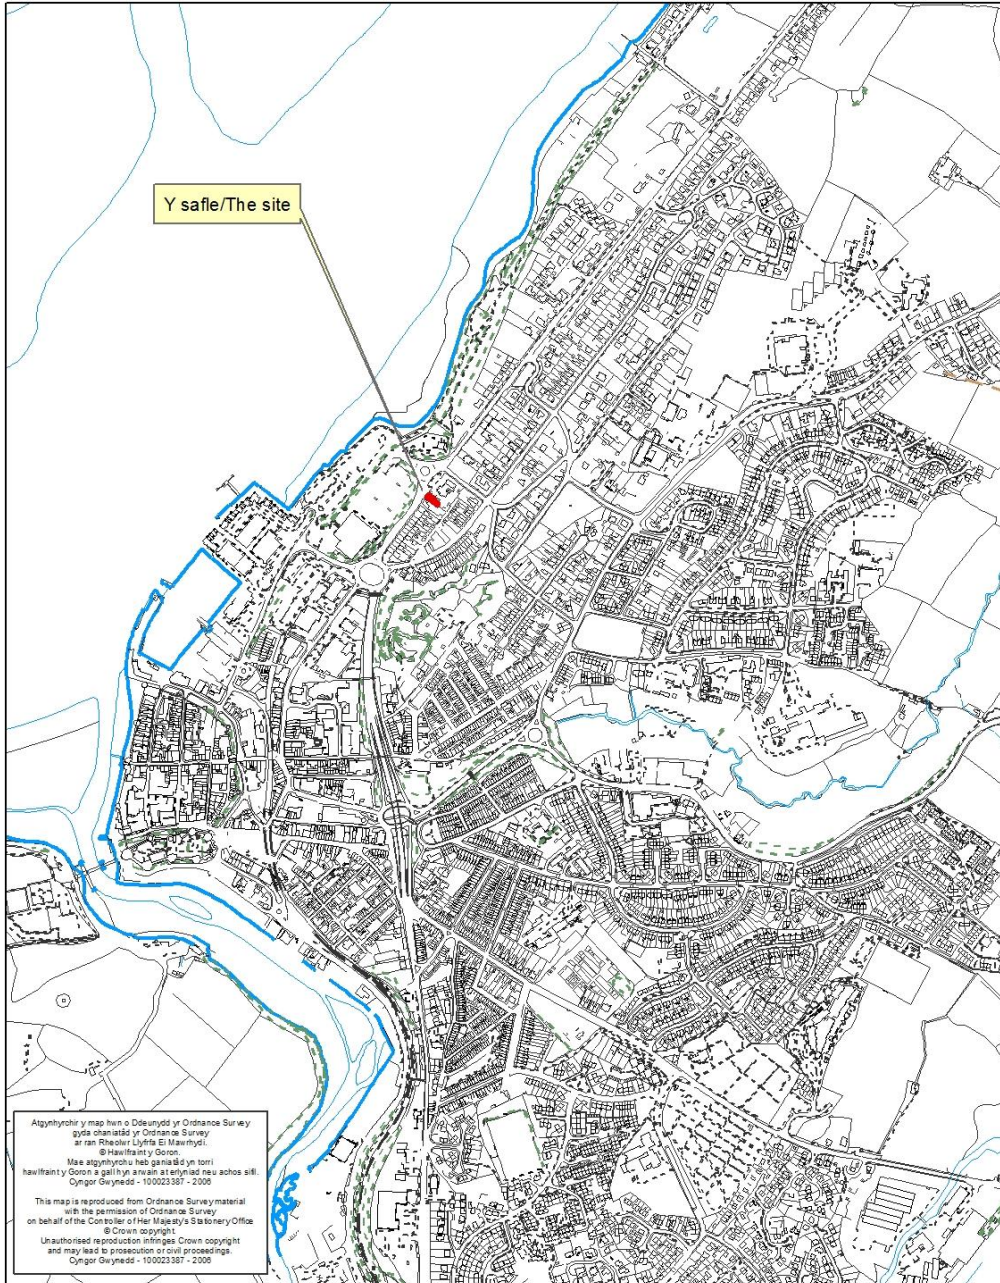 Y safle/The site
Atgynhyrchir y map hwn o Ddeunydd yr Ordnance Survey
gyda chaniatâd yr Ordnance Survey
ar ran Rheolwr Llyfrfa Ei Mawrhydi.
© Hawlfraint y Goron.
Mae atgynhyrchu heb ganiatâd yn torri
hawlfraint y Goron a gall hyn arwain at erlyniad neu achos sifil.
Cyngor Gwynedd - 100023387 - 2006
This map is reproduced from Ordnance Survey material
with the permission of Ordnance Survey
on behalf of the Controller of Her Majesty's Stationery Office
© Crown copyright.
Unauthorised reproduction infringes Crown copyright
and may lead to prosecution or civil proceedings.
Cyngor Gwynedd - 100023387 - 2006